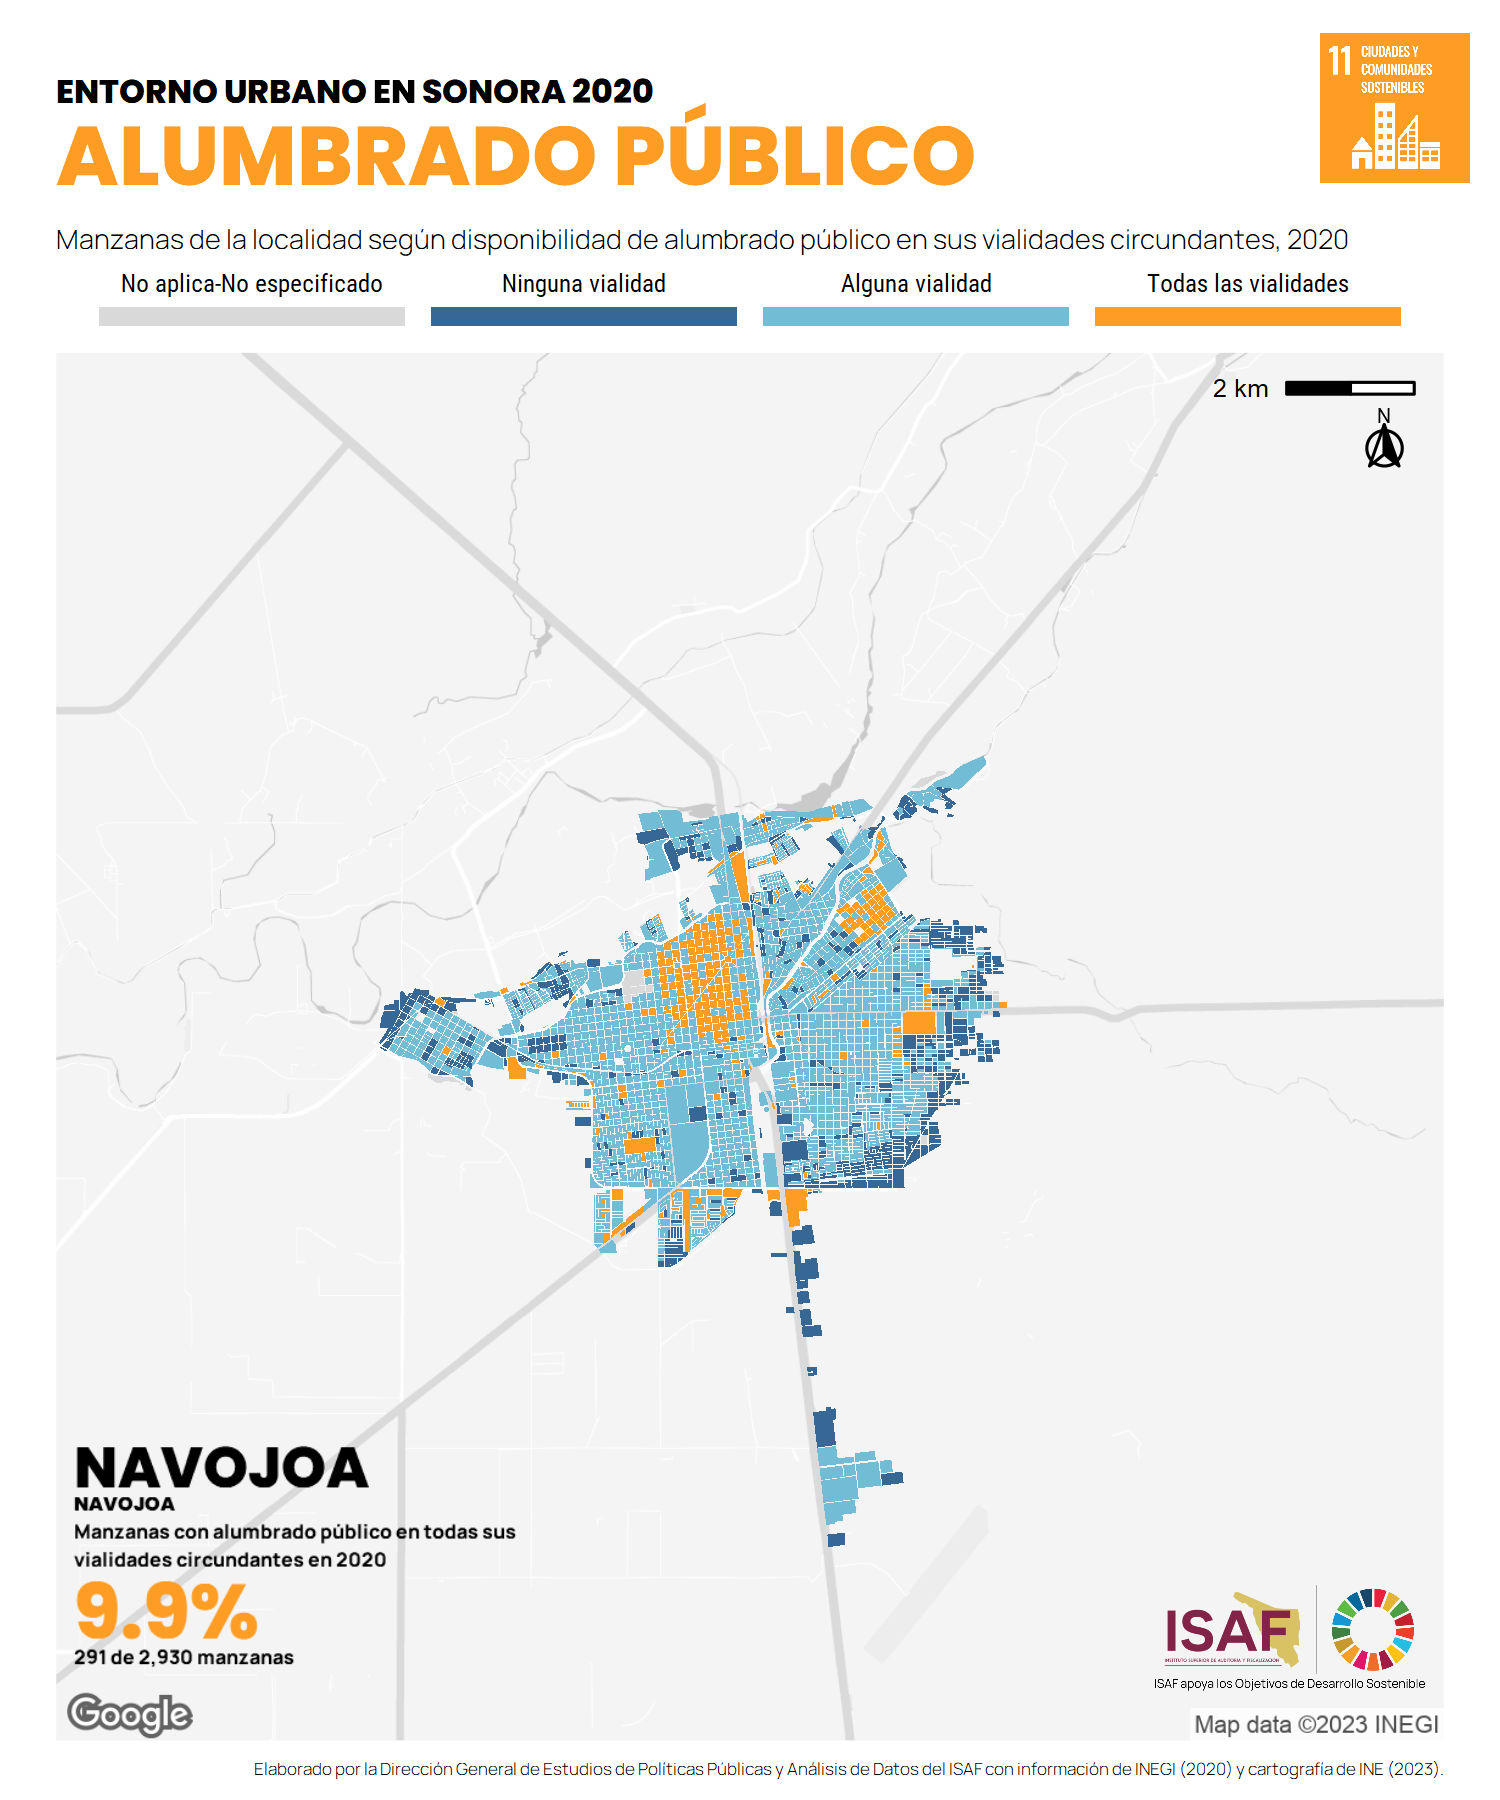 11 CIUDADES Y
COMUNIDADES
SOSTENIBLES
ENTORNO URBANO EN SONORA 2020
ALUMBRADO PÚBLICO
Manzanas de la localidad según disponibilidad de alumbrado público en sus vialidades circundantes, 2020
No aplica-No especificado Ninguna vialidad Alguna vialidad Todas las vialidades
2 km
N
NAVOJOA
NAVOJOA
Manzanas con alumbrado público en todas sus
vialidades circundantes en 2020
9.9%
291 de 2,930 manzanas
Google
ISAF
INSTITUTO SUPERIOR DE AUDITORÍA Y FISCALIZACIÓN
ISAF apoya los Objetivos de Desarrollo Sostenible
Map data ©2023 INEGI
Elaborado por la Dirección General de Estudios de Políticas Públicas y Análisis de Datos del ISAF con información de INEGI (2020) y cartografía de INE (2023).